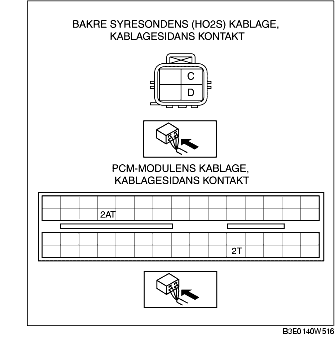 BAKRE SYRESONDENS (HO2S) KABLAGE,
KABLAGESIDANS KONTAKT
C
D
PCM-MODULENS KABLAGE,
KABLAGESIDANS KONTAKT
2AT
2T
B3E0140W516